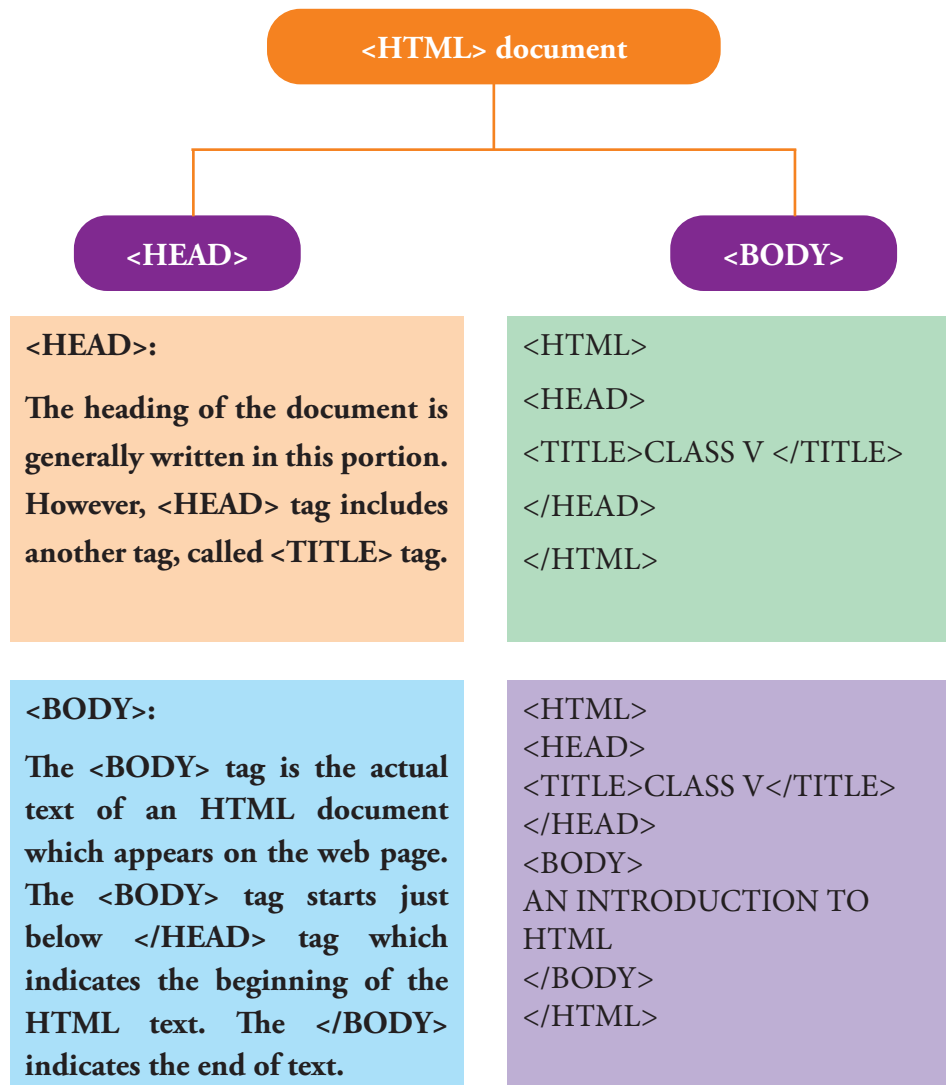 <HTML> document
<HEAD>
<BODY>
<HEAD>:
The heading of the document is
generally written in this portion.
However, <HEAD> tag includes
another tag, called <TITLE> tag.
<HTML>
<HEAD>
<TITLE>CLASS V </TITLE>
</HEAD>
</HTML>
<BODY>:
The <BODY> tag is the actual
text of an HTML document
which appears on the web page.
The <BODY> tag starts just
below </HEAD> tag which
indicates the beginning of the
HTML text. The </BODY>
indicates the end of text.
<HTML>
<HEAD>
<TITLE>CLASS V</TITLE>
</HEAD>
<BODY>
AN INTRODUCTION TO
HTML
</BODY>
</HTML>